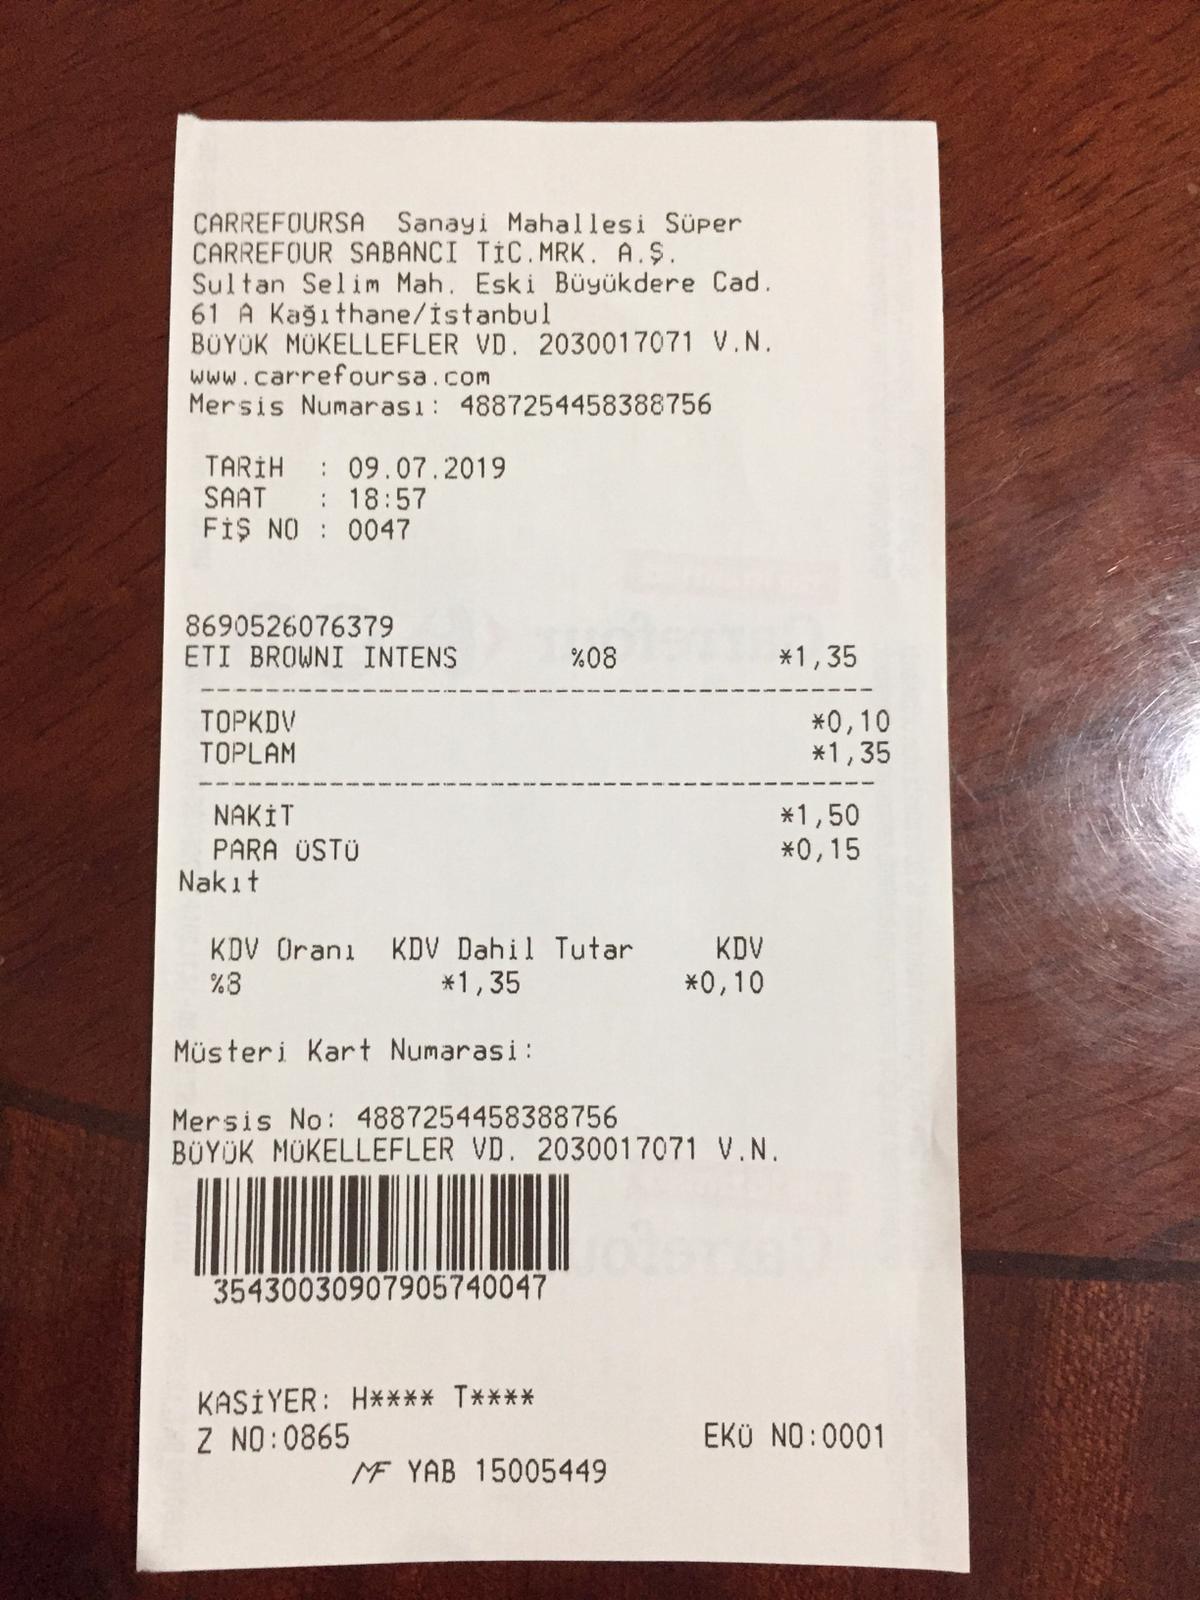 CARREFOURSA Sanayi Mahallesi Süper
CARREFOUR SABANCI TİC.MRK. A.Ş.
Sultan Selim Mah. Eski Büyükdere Cad.
61 A Kağıthane/İstanbul
BÜYÜK MÜKELLEFLER VD. 2030017071 V.N.
www.carrefoursa.com
Mersis Numarası: 4887254458388756
TARİH : 09.07.2019
SAAT : 18:57
FİŞ NO : 0047
8690526076379
ETI BROWNI INTENS %08 *1,35
TOPKDV *0,10
TOPLAM *1,35
NAKİT *1,50
PARA ÜSTÜ *0,15
Nakıt
KDV Oranı KDV Dahil Tutar KDV
%8 *1,35 *0,10
Müsteri Kart Numarasi:
Mersis No: 4887254458388756
BÜYÜK MÜKELLEFLER VD. 2030017071 V.N.
35430030907905740047
KASİYER: H**** T****
Z NO:0865 EKÜ NO:0001
MF YAB 15005449